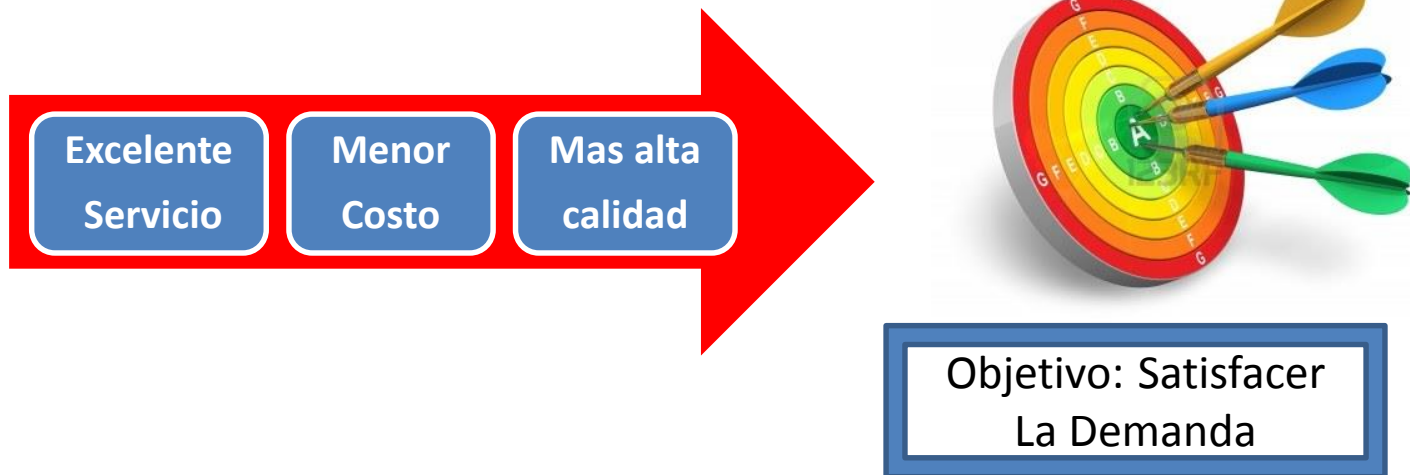 Excelente
Servicio
Menor
Costo
Mas alta
calidad
G
F
E
D
C
B
A
G F E D C B
B
C
D
E
F
G
Objetivo: Satisfacer
La Demanda